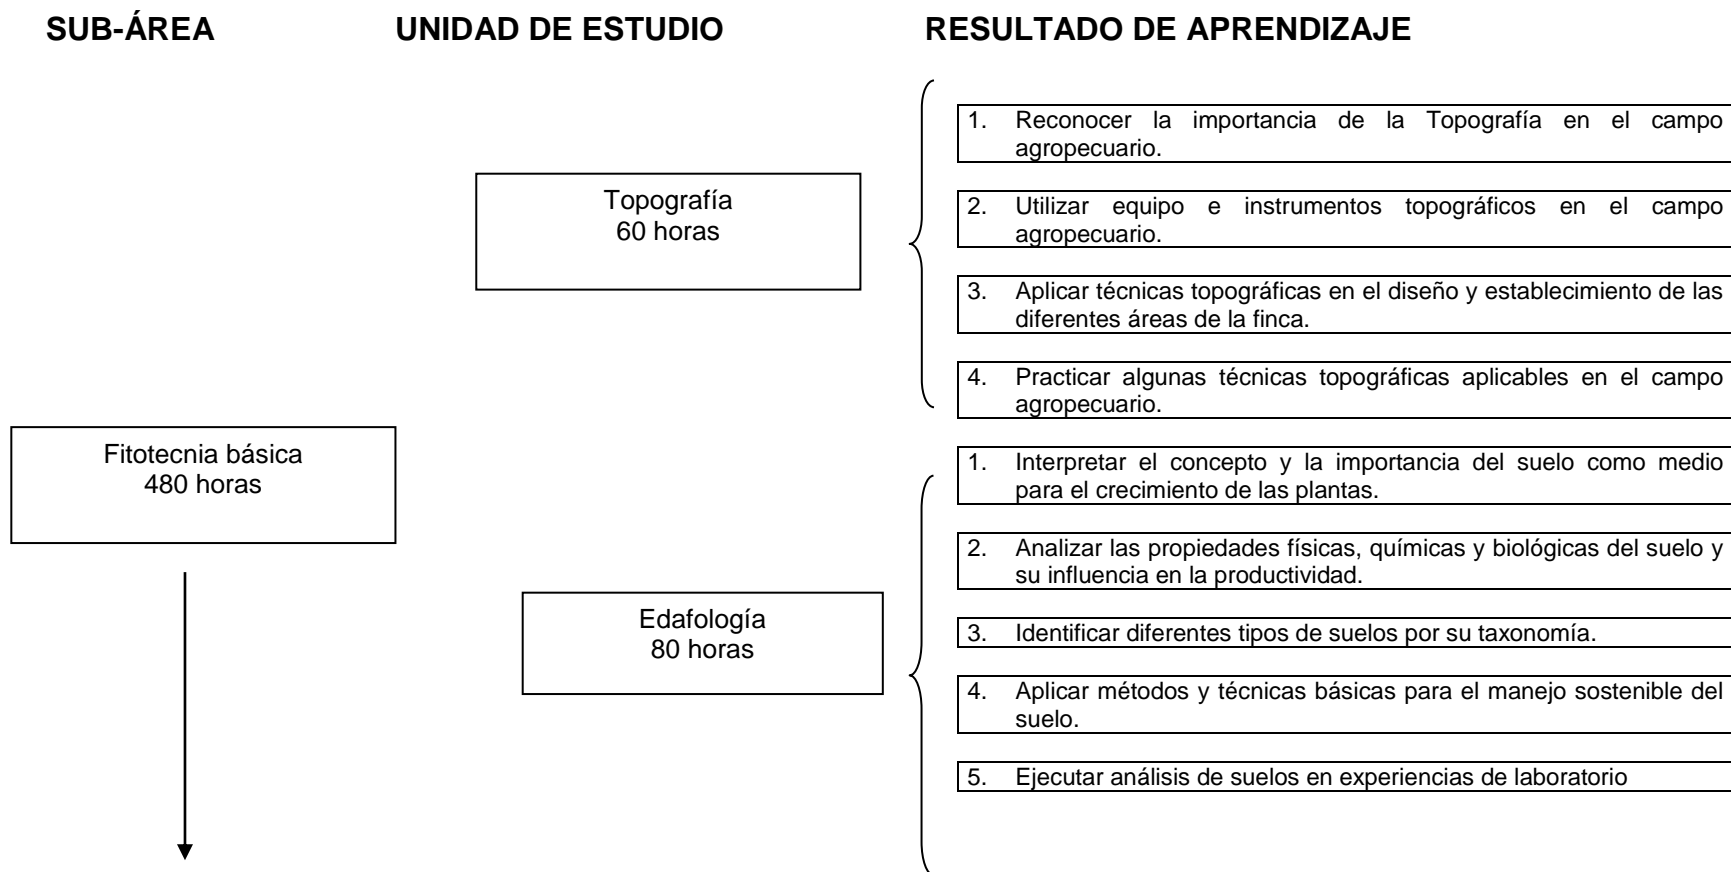 SUB-ÁREA UNIDAD DE ESTUDIO RESULTADO DE APRENDIZAJE
1. Reconocer la importancia de la Topografía en el campo
agropecuario.
Topografía
60 horas
2. Utilizar equipo e instrumentos topográficos en el campo
agropecuario.
3. Aplicar técnicas topográficas en el diseño y establecimiento de las
diferentes áreas de la finca.
4. Practicar algunas técnicas topográficas aplicables en el campo
agropecuario.
Fitotecnia básica
480 horas
1. Interpretar el concepto y la importancia del suelo como medio
para el crecimiento de las plantas.
2. Analizar las propiedades físicas, químicas y biológicas del suelo y
su influencia en la productividad.
Edafología
80 horas
3. Identificar diferentes tipos de suelos por su taxonomía.
4. Aplicar métodos y técnicas básicas para el manejo sostenible del
suelo.
5. Ejecutar análisis de suelos en experiencias de laboratorio